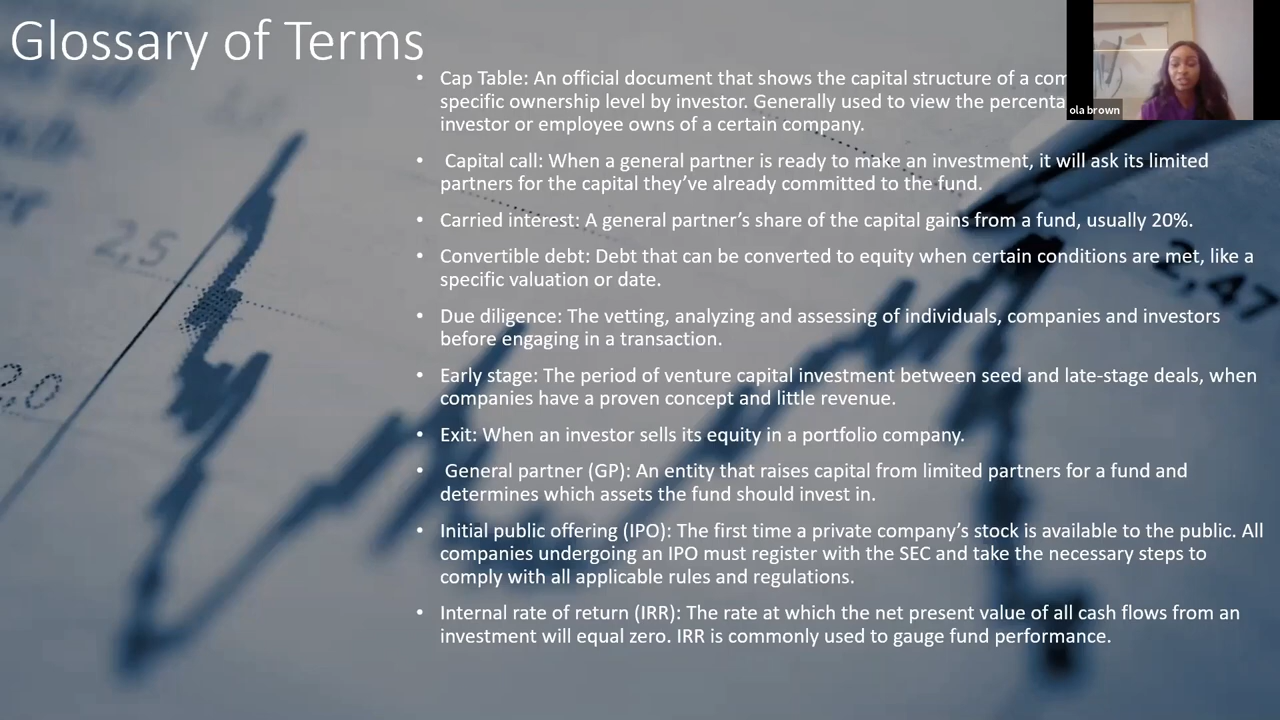 Glossary of Terms
• Cap Table: An official document that shows the capital structure of a
specific ownership level by investor. Generally used to view the
investor or employee owns of a certain company.
• Capital call: When a general partner is ready to make an investment, it will ask its limited
partners for the capital they’ve already committed to the fund.
• Carried interest: A general partner’s share of the capital gains from a fund, usually 20%.
• Convertible debt: Debt that can be converted to equity when certain conditions are met, like a
specific valuation or date.
• Due diligence: The vetting, analyzing and assessing of individuals, companies and investors
before engaging in a transaction.
• Early stage: The period of venture capital investment between seed and late-stage deals, when
companies have a proven concept and little revenue.
• Exit: When an investor sells its equity in a portfolio company.
• General partner (GP): An entity that raises capital from limited partners for a fund and
determines which assets the fund should invest in.
• Initial public offering (IPO): The first time a private company’s stock is available to the public. All
companies undergoing an IPO must register with the SEC and take the necessary steps to
comply with all applicable rules and regulations.
• Internal rate of return (IRR): The rate at which the net present value of all cash flows from an
investment will equal zero. IRR is commonly used to gauge fund performance.
ola brown
2,5
2,0
2,47